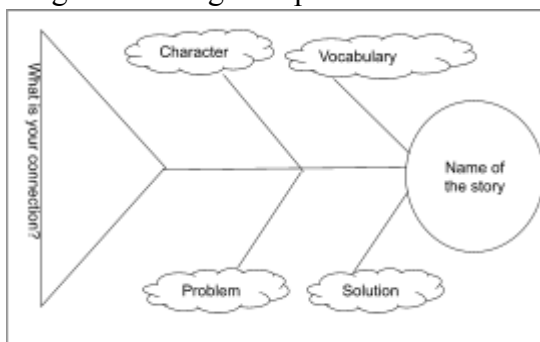 Character
Vocabulary
What is your connection?
Name of
the story
Problem
Solution